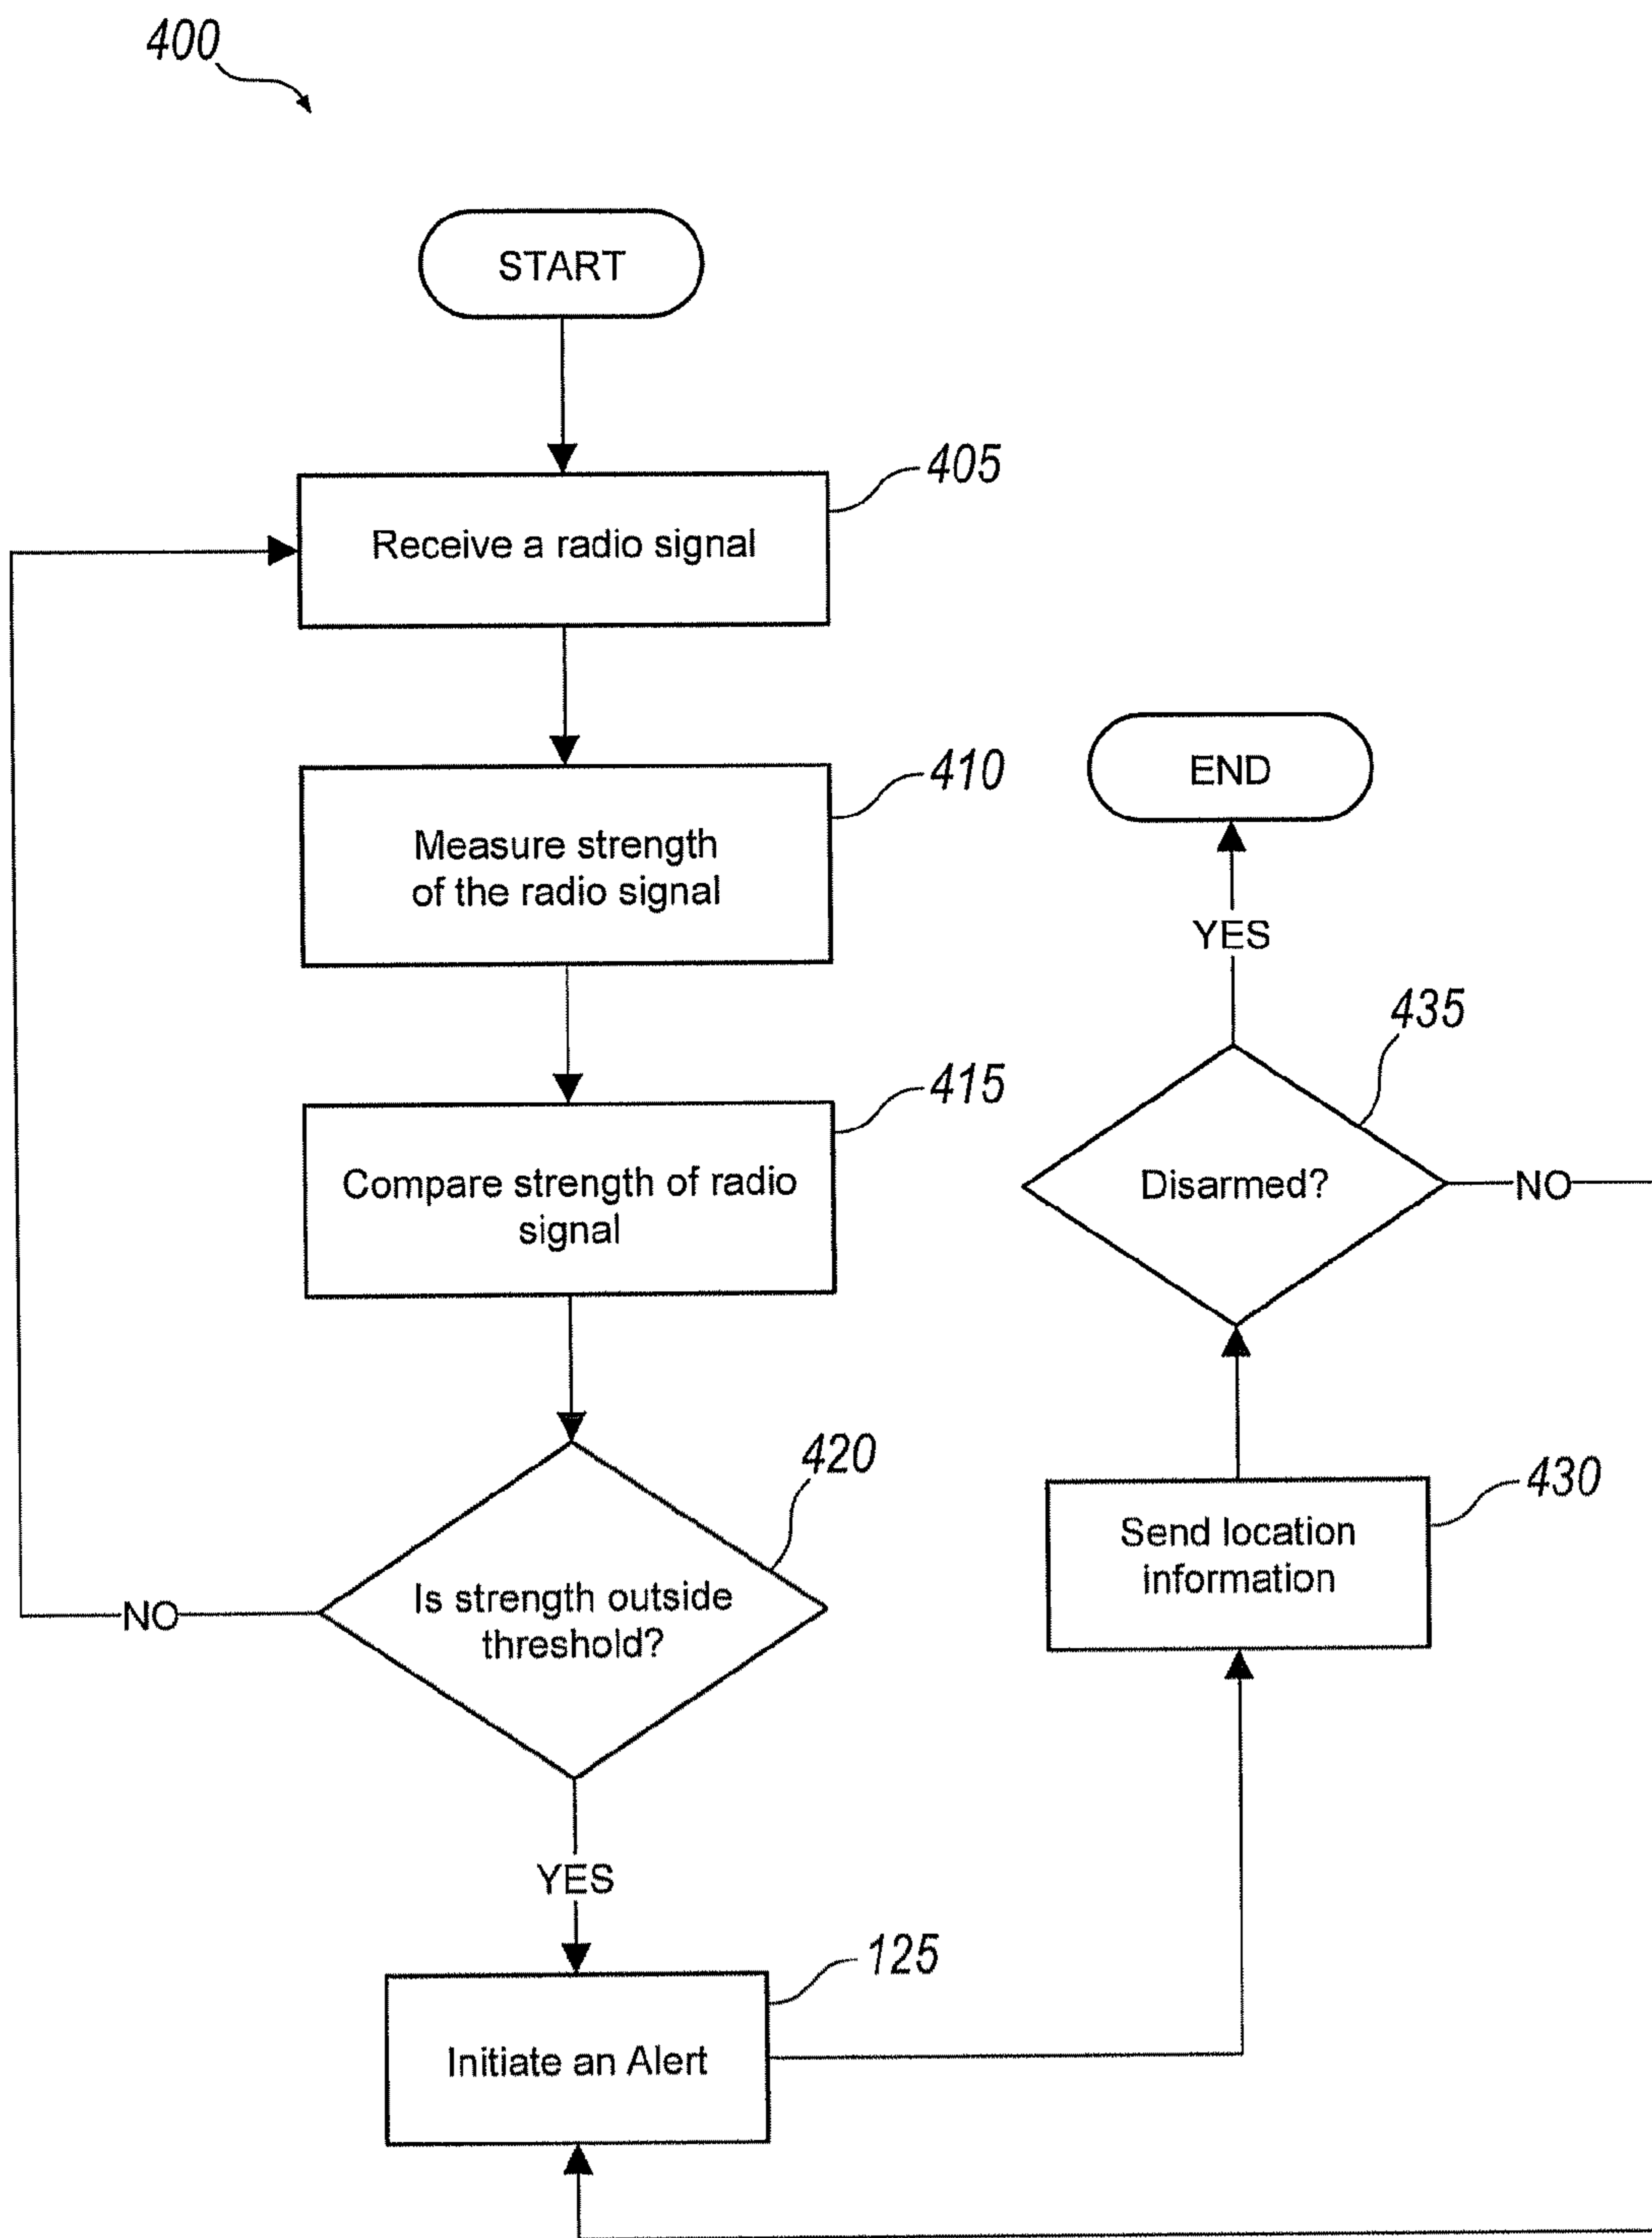 400
START
405
Receive a radio signal
410
Measure strength
of the radio signal
415
Compare strength of radio
signal
420
Is strength outside
threshold?
NO
YES
125
Initiate an Alert
END
YES
435
Disarmed?
NO
430
Send location
information